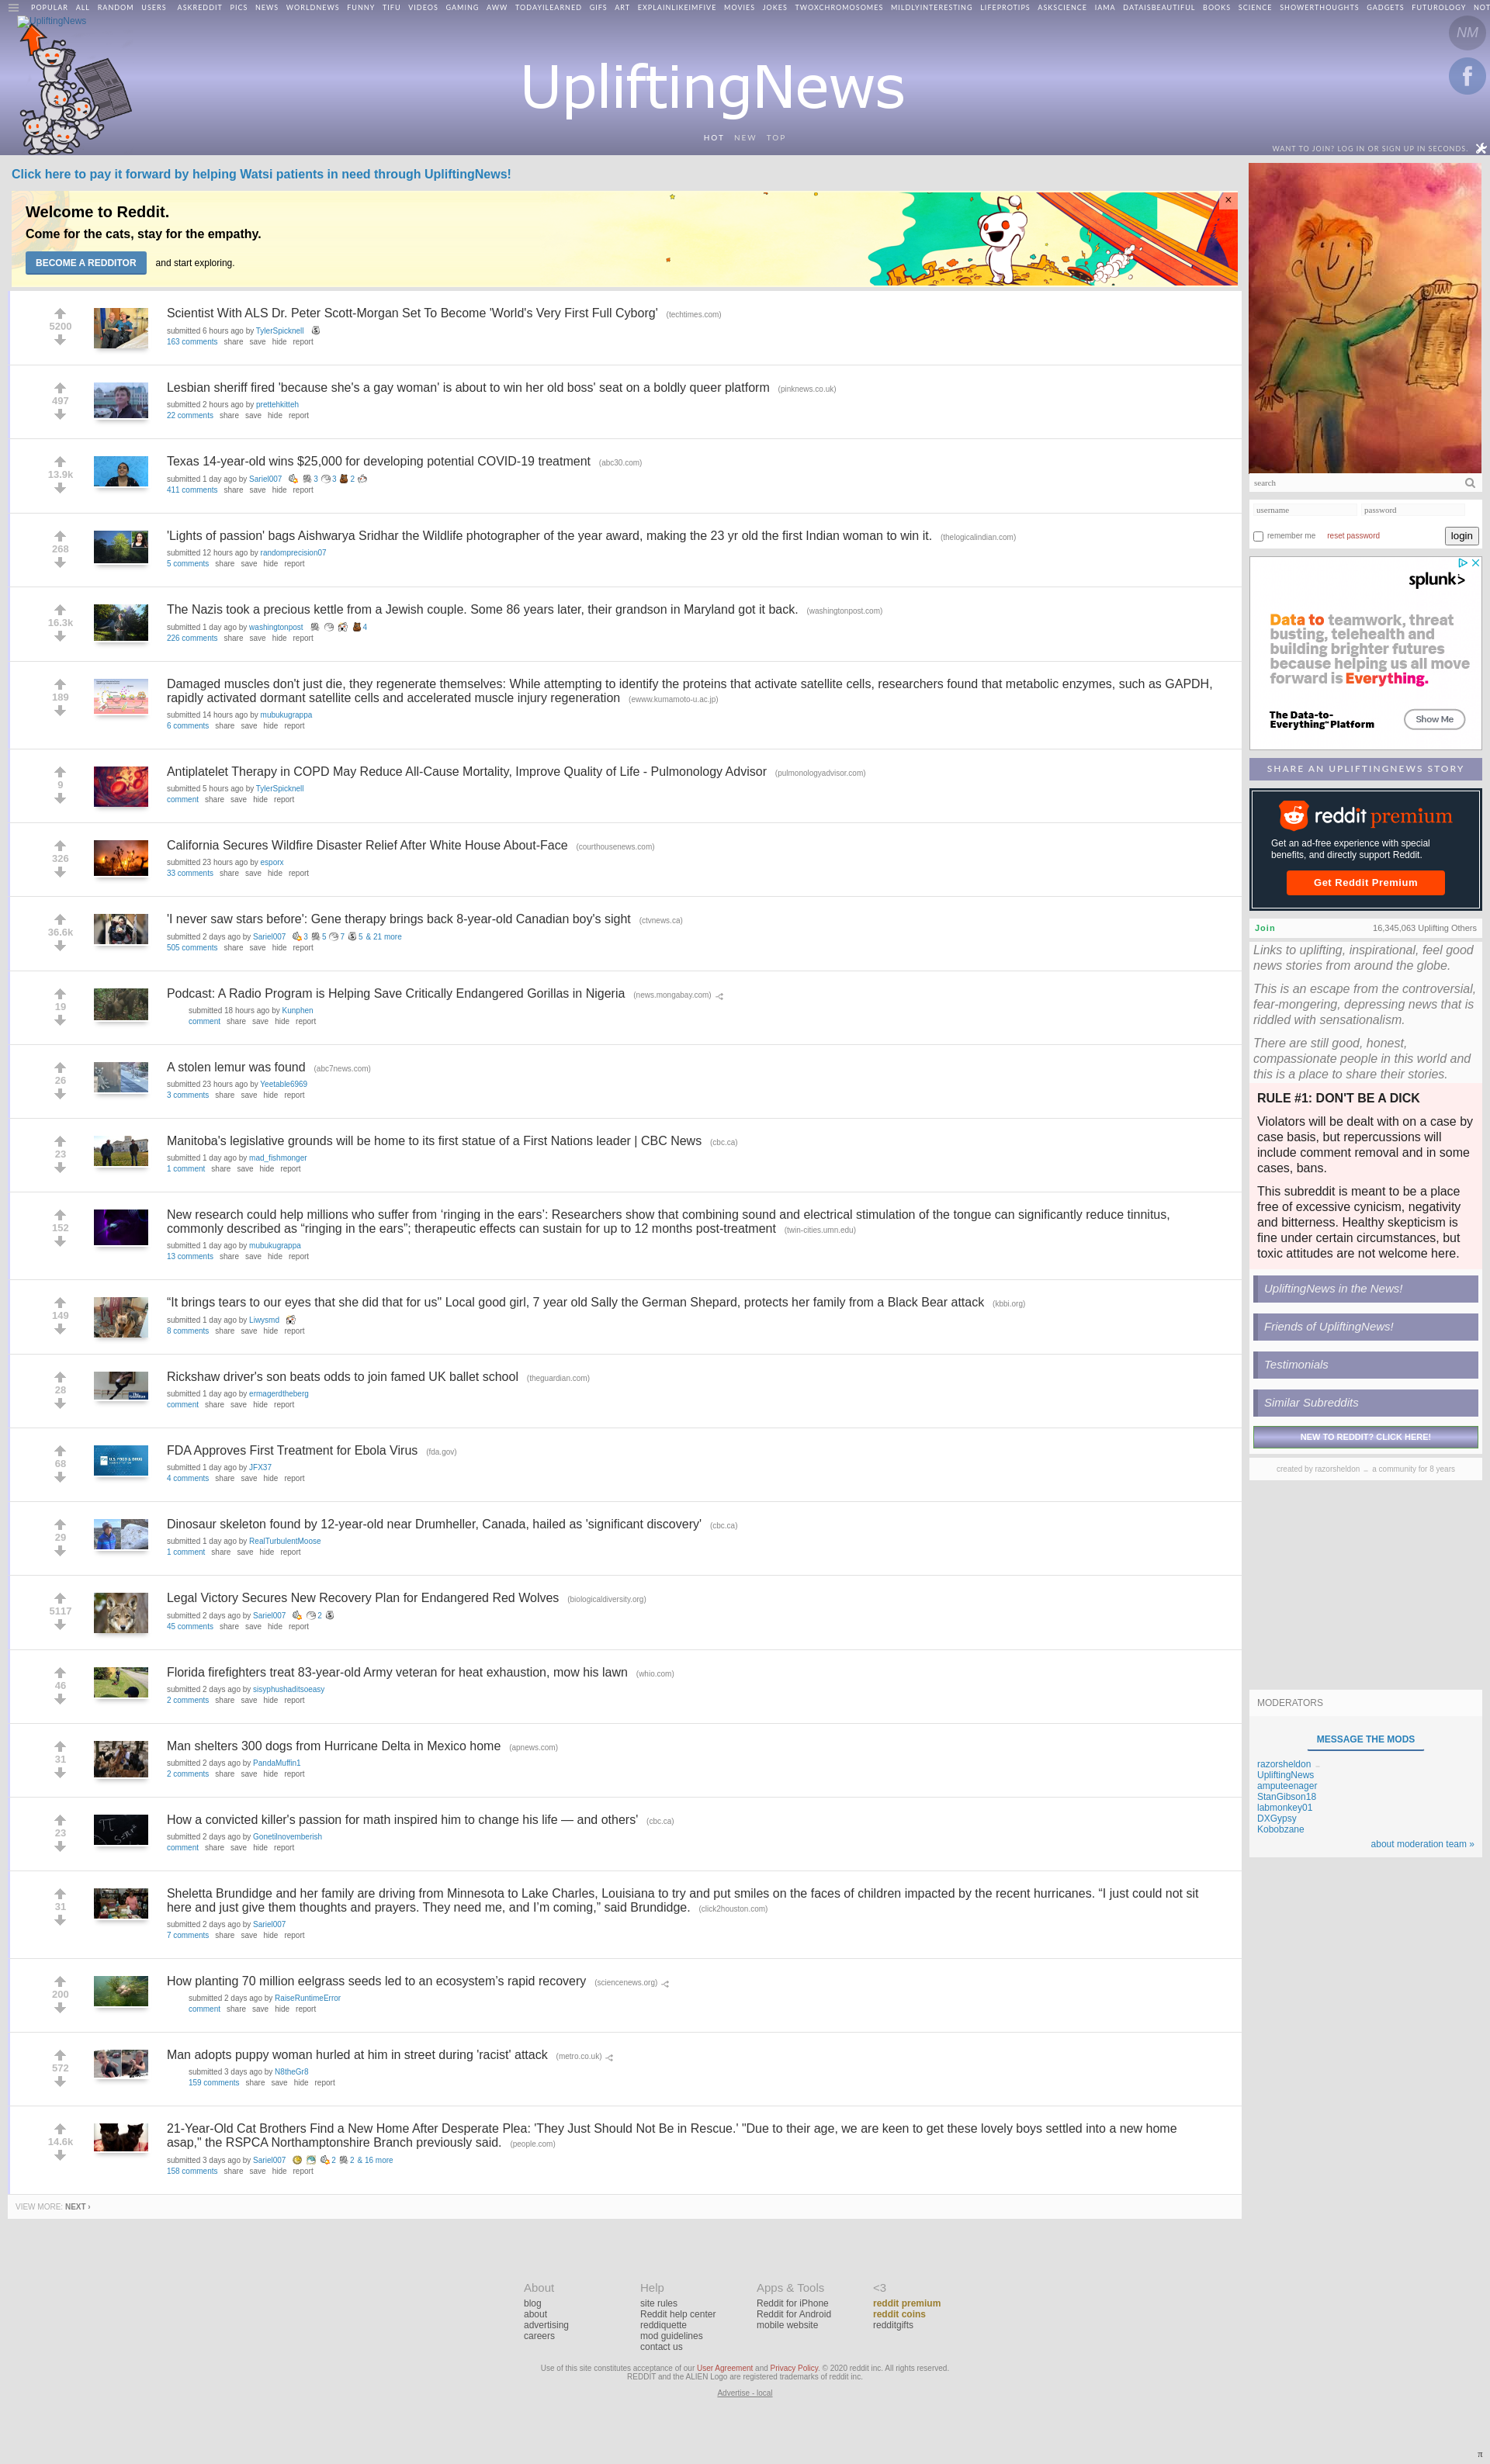 POPULAR ALL RANDOM USERS ASKREDDIT PICS NEWS WORLDNEWS FUNNY TIFU VIDEOS GAMING AWW TODAYILEARNED GIFS ART EXPLAINLIKEIMFIVE MOVIES JOKES TWOXCHROMOSOMES MILDLYINTERESTING LIFEPROTIPS ASKSCIENCE IAMA DATAISBEAUTIFUL BOOKS SCIENCE SHOWERTHOUGHTS GADGETS FUTUROLOGY NOT
UpliftingNews
NM
UpliftingNews
HOT NEW TOP
WANT TO JOIN? LOG IN OR SIGN UP IN SECONDS.
Click here to pay it forward by helping Watsi patients in need through UpliftingNews!
Welcome to Reddit.
Come for the cats, stay for the empathy.
BECOME A REDDITOR and start exploring.
×
5200
Scientist With ALS Dr. Peter Scott-Morgan Set To Become 'World's Very First Full Cyborg' (techtimes.com)
submitted 6 hours ago by TylerSpicknell
163 comments share save hide report
497
Lesbian sheriff fired 'because she's a gay woman' is about to win her old boss' seat on a boldly queer platform (pinknews.co.uk)
submitted 2 hours ago by prettehkitteh
22 comments share save hide report
13.9k
Texas 14-year-old wins $25,000 for developing potential COVID-19 treatment (abc30.com)
submitted 1 day ago by Sariel007 3 3 2
411 comments share save hide report
268
'Lights of passion' bags Aishwarya Sridhar the Wildlife photographer of the year award, making the 23 yr old the first Indian woman to win it. (thelogicalindian.com)
submitted 12 hours ago by randomprecision07
5 comments share save hide report
16.3k
The Nazis took a precious kettle from a Jewish couple. Some 86 years later, their grandson in Maryland got it back. (washingtonpost.com)
submitted 1 day ago by washingtonpost 4
226 comments share save hide report
189
Damaged muscles don't just die, they regenerate themselves: While attempting to identify the proteins that activate satellite cells, researchers found that metabolic enzymes, such as GAPDH,
rapidly activated dormant satellite cells and accelerated muscle injury regeneration (ewww.kumamoto-u.ac.jp)
submitted 14 hours ago by mubukugrappa
6 comments share save hide report
9
Antiplatelet Therapy in COPD May Reduce All-Cause Mortality, Improve Quality of Life - Pulmonology Advisor (pulmonologyadvisor.com)
submitted 5 hours ago by TylerSpicknell
comment share save hide report
326
California Secures Wildfire Disaster Relief After White House About-Face (courthousenews.com)
submitted 23 hours ago by esporx
33 comments share save hide report
36.6k
'I never saw stars before': Gene therapy brings back 8-year-old Canadian boy's sight (ctvnews.ca)
submitted 2 days ago by Sariel007 3 5 7 5 & 21 more
505 comments share save hide report
19
Podcast: A Radio Program is Helping Save Critically Endangered Gorillas in Nigeria (news.mongabay.com)
submitted 18 hours ago by Kunphen
comment share save hide report
26
A stolen lemur was found (abc7news.com)
submitted 23 hours ago by Yeetable6969
3 comments share save hide report
23
Manitoba's legislative grounds will be home to its first statue of a First Nations leader | CBC News (cbc.ca)
submitted 1 day ago by mad_fishmonger
1 comment share save hide report
152
New research could help millions who suffer from ‘ringing in the ears’: Researchers show that combining sound and electrical stimulation of the tongue can significantly reduce tinnitus,
commonly described as “ringing in the ears”; therapeutic effects can sustain for up to 12 months post-treatment (twin-cities.umn.edu)
submitted 1 day ago by mubukugrappa
13 comments share save hide report
149
“It brings tears to our eyes that she did that for us" Local good girl, 7 year old Sally the German Shepard, protects her family from a Black Bear attack (kbbi.org)
submitted 1 day ago by Liwysmd
8 comments share save hide report
28
Rickshaw driver's son beats odds to join famed UK ballet school (theguardian.com)
submitted 1 day ago by ermagerdtheberg
comment share save hide report
68
FDA Approves First Treatment for Ebola Virus (fda.gov)
submitted 1 day ago by JFX37
4 comments share save hide report
29
Dinosaur skeleton found by 12-year-old near Drumheller, Canada, hailed as 'significant discovery' (cbc.ca)
submitted 1 day ago by RealTurbulentMoose
1 comment share save hide report
5117
Legal Victory Secures New Recovery Plan for Endangered Red Wolves (biologicaldiversity.org)
submitted 2 days ago by Sariel007 2
45 comments share save hide report
46
Florida firefighters treat 83-year-old Army veteran for heat exhaustion, mow his lawn (whio.com)
submitted 2 days ago by sisyphushaditsoeasy
2 comments share save hide report
31
Man shelters 300 dogs from Hurricane Delta in Mexico home (apnews.com)
submitted 2 days ago by PandaMuffin1
2 comments share save hide report
23
How a convicted killer's passion for math inspired him to change his life — and others' (cbc.ca)
submitted 2 days ago by Gonetilnovemberish
comment share save hide report
31
Sheletta Brundidge and her family are driving from Minnesota to Lake Charles, Louisiana to try and put smiles on the faces of children impacted by the recent hurricanes. “I just could not sit
here and just give them thoughts and prayers. They need me, and I’m coming,” said Brundidge. (click2houston.com)
submitted 2 days ago by Sariel007
7 comments share save hide report
200
How planting 70 million eelgrass seeds led to an ecosystem’s rapid recovery (sciencenews.org)
submitted 2 days ago by RaiseRuntimeError
comment share save hide report
572
Man adopts puppy woman hurled at him in street during 'racist' attack (metro.co.uk)
submitted 3 days ago by N8theGr8
159 comments share save hide report
14.6k
21-Year-Old Cat Brothers Find a New Home After Desperate Plea: 'They Just Should Not Be in Rescue.' "Due to their age, we are keen to get these lovely boys settled into a new home
asap," the RSPCA Northamptonshire Branch previously said. (people.com)
submitted 3 days ago by Sariel007 2 2 & 16 more
158 comments share save hide report
VIEW MORE: NEXT ›
search
username password
remember me reset password login
splunk>
Data to teamwork, threat
busting, telehealth and
building brighter futures
because helping us all move
forward is Everything.
The Data-to-
Everything™ Platform
Show Me
SHARE AN UPLIFTINGNEWS STORY
reddit premium
Get an ad-free experience with special
benefits, and directly support Reddit.
Get Reddit Premium
Join 16,345,063 Uplifting Others
Links to uplifting, inspirational, feel good
news stories from around the globe.
This is an escape from the controversial,
fear-mongering, depressing news that is
riddled with sensationalism.
There are still good, honest,
compassionate people in this world and
this is a place to share their stories.
RULE #1: DON'T BE A DICK
Violators will be dealt with on a case by
case basis, but repercussions will
include comment removal and in some
cases, bans.
This subreddit is meant to be a place
free of excessive cynicism, negativity
and bitterness. Healthy skepticism is
fine under certain circumstances, but
toxic attitudes are not welcome here.
UpliftingNews in the News!
Friends of UpliftingNews!
Testimonials
Similar Subreddits
NEW TO REDDIT? CLICK HERE!
created by razorsheldon a community for 8 years
MODERATORS
MESSAGE THE MODS
razorsheldon
UpliftingNews
amputeenager
StanGibson18
labmonkey01
DXGypsy
Kobobzane
about moderation team »
About
blog
about
advertising
careers
Help
site rules
Reddit help center
reddiquette
mod guidelines
contact us
Apps & Tools
Reddit for iPhone
Reddit for Android
mobile website
<3
reddit premium
reddit coins
redditgifts
Use of this site constitutes acceptance of our User Agreement and Privacy Policy. © 2020 reddit inc. All rights reserved.
REDDIT and the ALIEN Logo are registered trademarks of reddit inc.
Advertise - local
π